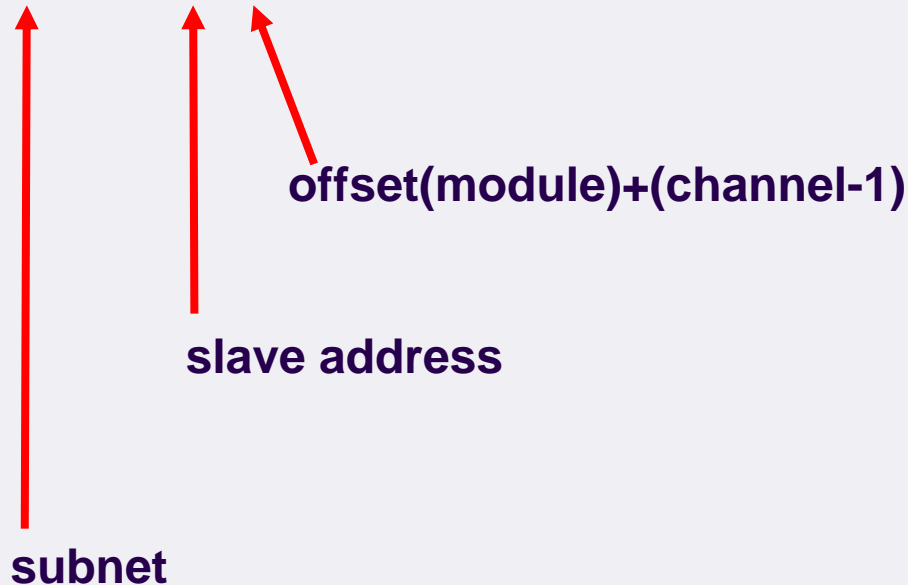 offset(module)+(channel-1)
slave address
subnet